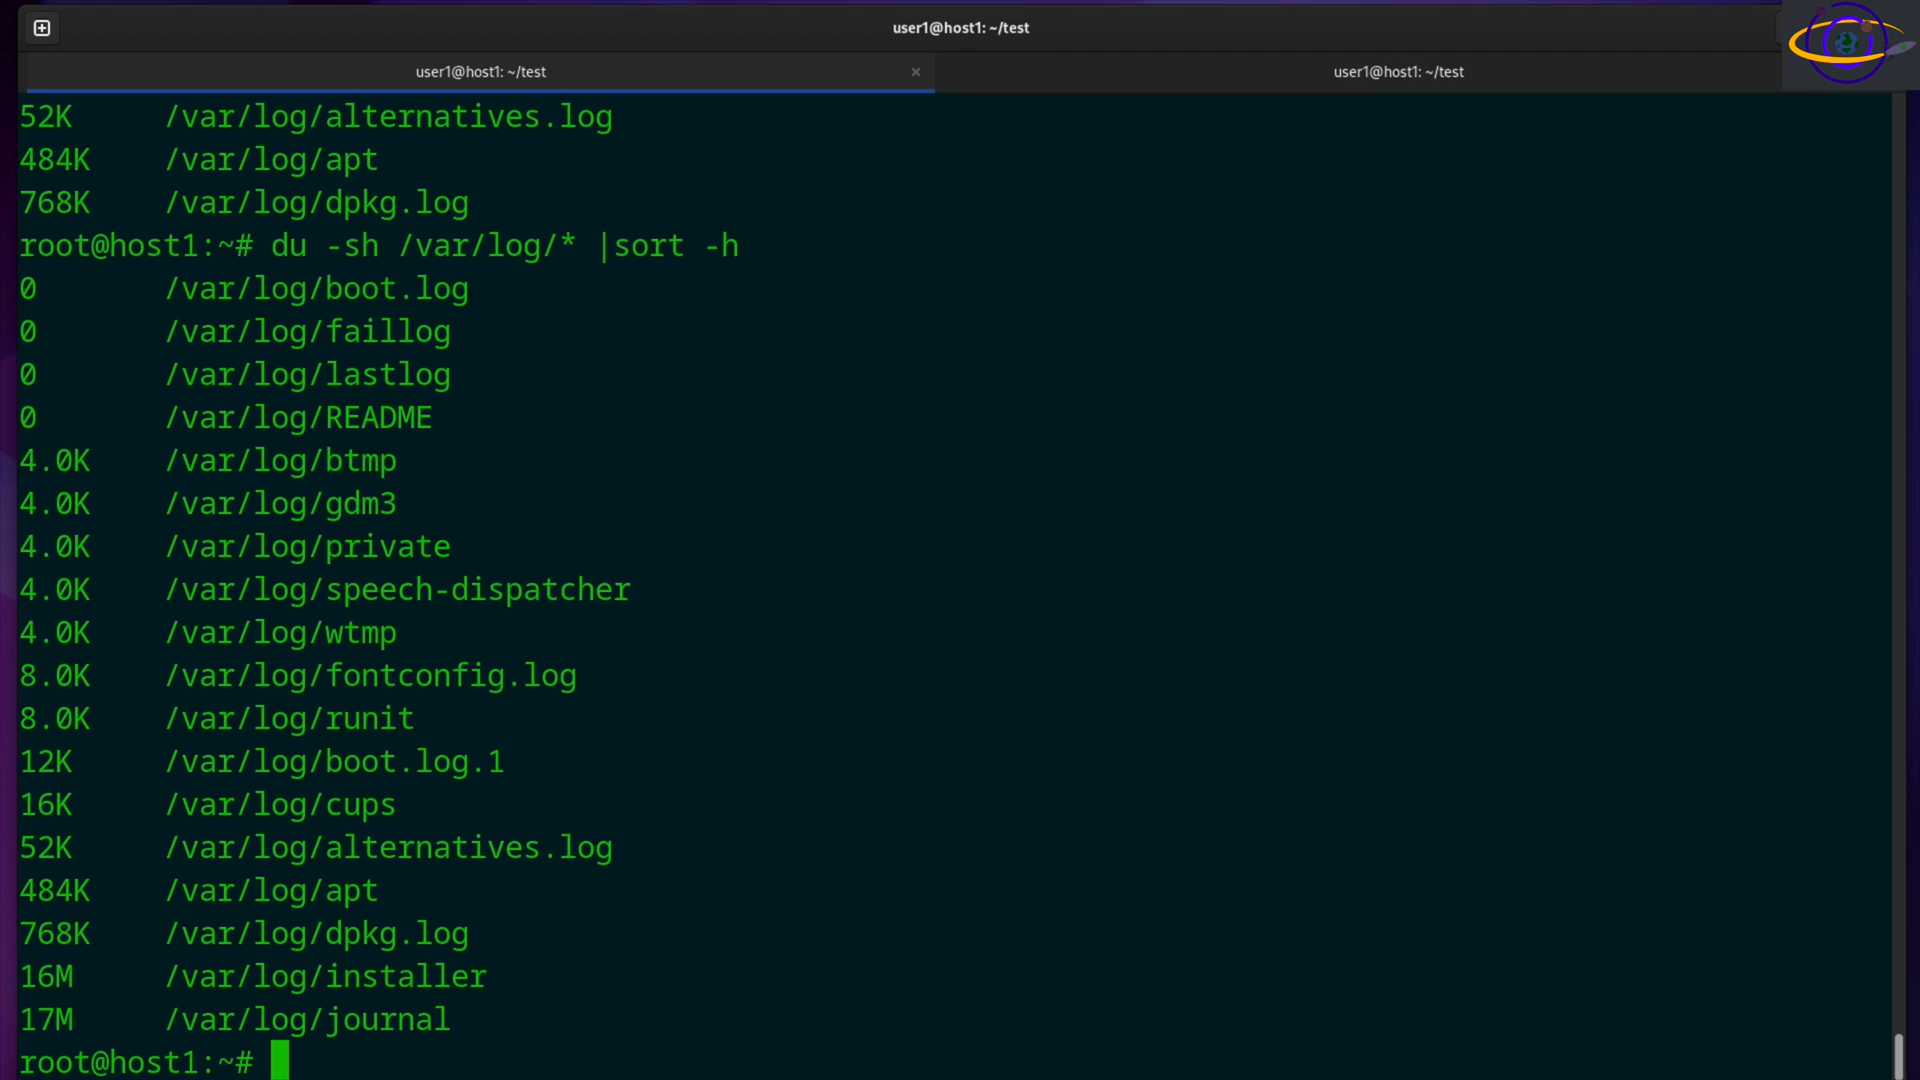 user1@host1: ~/test
user1@host1: ~/test × user1@host1: ~/test
52K /var/log/alternatives.log
484K /var/log/apt
768K /var/log/dpkg.log
root@host1:~# du -sh /var/log/* |sort -h
0 /var/log/boot.log
0 /var/log/faillog
0 /var/log/lastlog
0 /var/log/README
4.0K /var/log/btmp
4.0K /var/log/gdm3
4.0K /var/log/private
4.0K /var/log/speech-dispatcher
4.0K /var/log/wtmp
8.0K /var/log/fontconfig.log
8.0K /var/log/runit
12K /var/log/boot.log.1
16K /var/log/cups
52K /var/log/alternatives.log
484K /var/log/apt
768K /var/log/dpkg.log
16M /var/log/installer
17M /var/log/journal
root@host1:~#